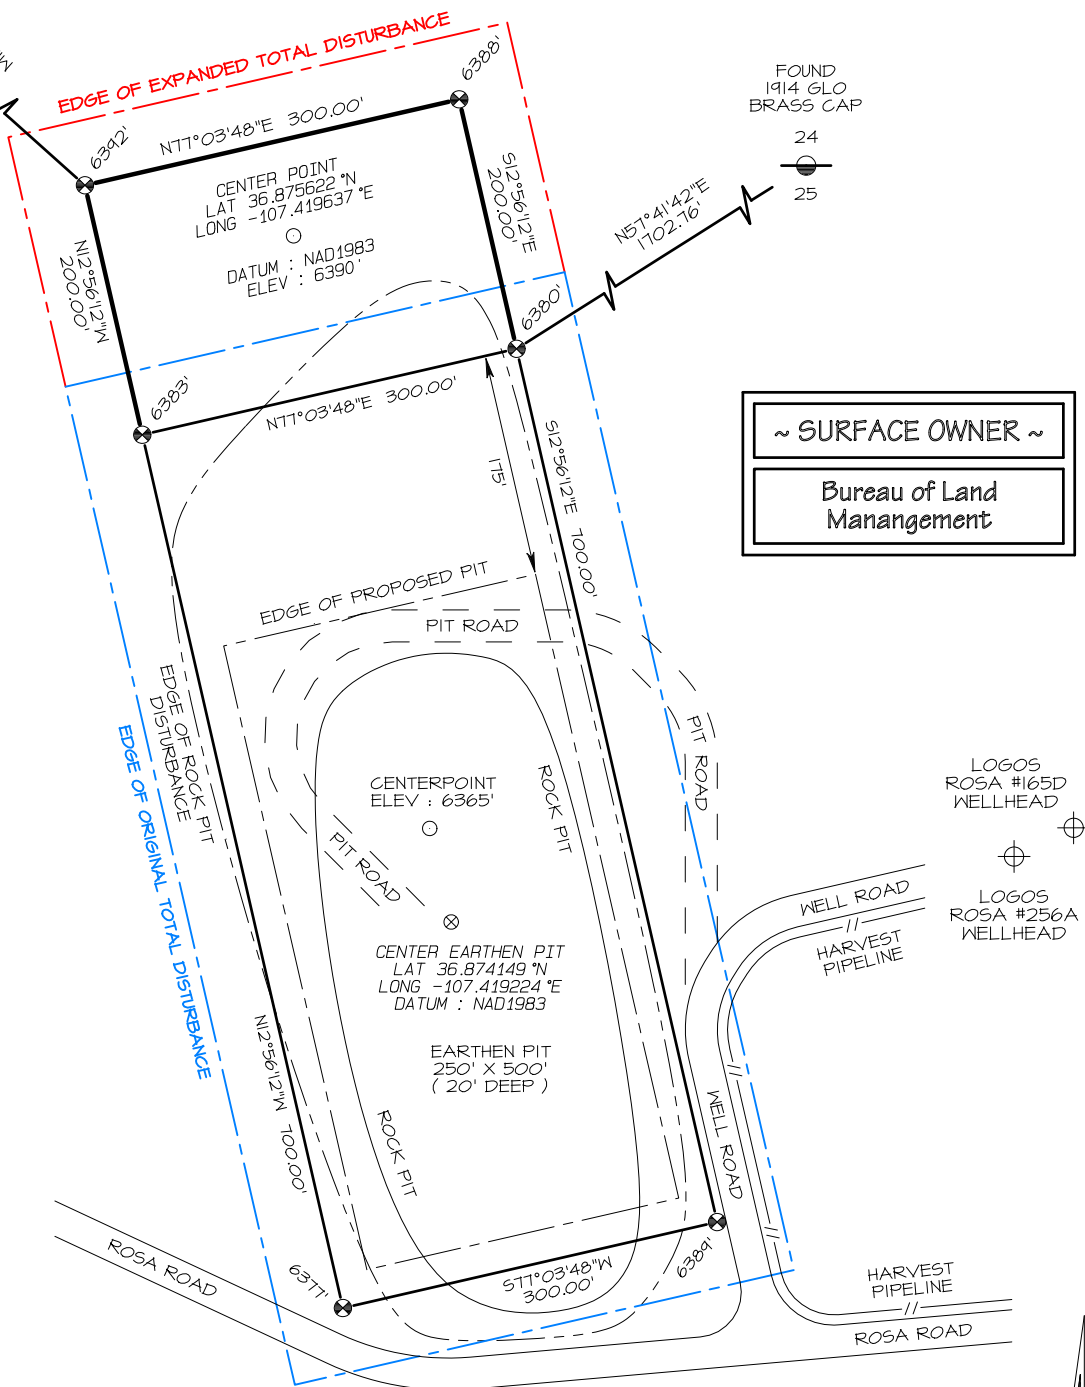 EDGE OF EXPANDED TOTAL DISTURBANCE
6388'
6392'
N77°03'48"E 300.00'
CENTER POINT
LAT 36.875622 °N
LONG -107.419637 °E
DATUM : NAD1983
ELEV : 6390'
S12°56'12"E
200.00'
N12°56'12"W
200.00'
FOUND
1914 GLO
BRASS CAP
24
25
N57°41'42"E
1702.76'
6380'
6383'
N77°03'48"E 300.00'
~ SURFACE OWNER ~
Bureau of Land
Manangement
175'
S12°56'12"E 700.00'
EDGE OF PROPOSED PIT
PIT ROAD
EDGE OF ROCK PIT
DISTURBANCE
EDGE OF ORIGINAL TOTAL DISTURBANCE
PIT ROAD
CENTERPOINT
ELEV : 6365'
ROCK PIT
PIT ROAD
LOGOS
ROSA #165D
WELLHEAD
LOGOS
ROSA #256A
WELLHEAD
WELL ROAD
HARVEST
PIPELINE
CENTER EARTHEN PIT
LAT 36.874149 °N
LONG -107.419224 °E
DATUM : NAD1983
EARTHEN PIT
250' X 500'
( 20' DEEP )
N12°56'12"W 700.00'
ROCK PIT
WELL ROAD
ROSA ROAD
6377'
S77°03'48"W
300.00'
6389'
HARVEST
PIPELINE
ROSA ROAD